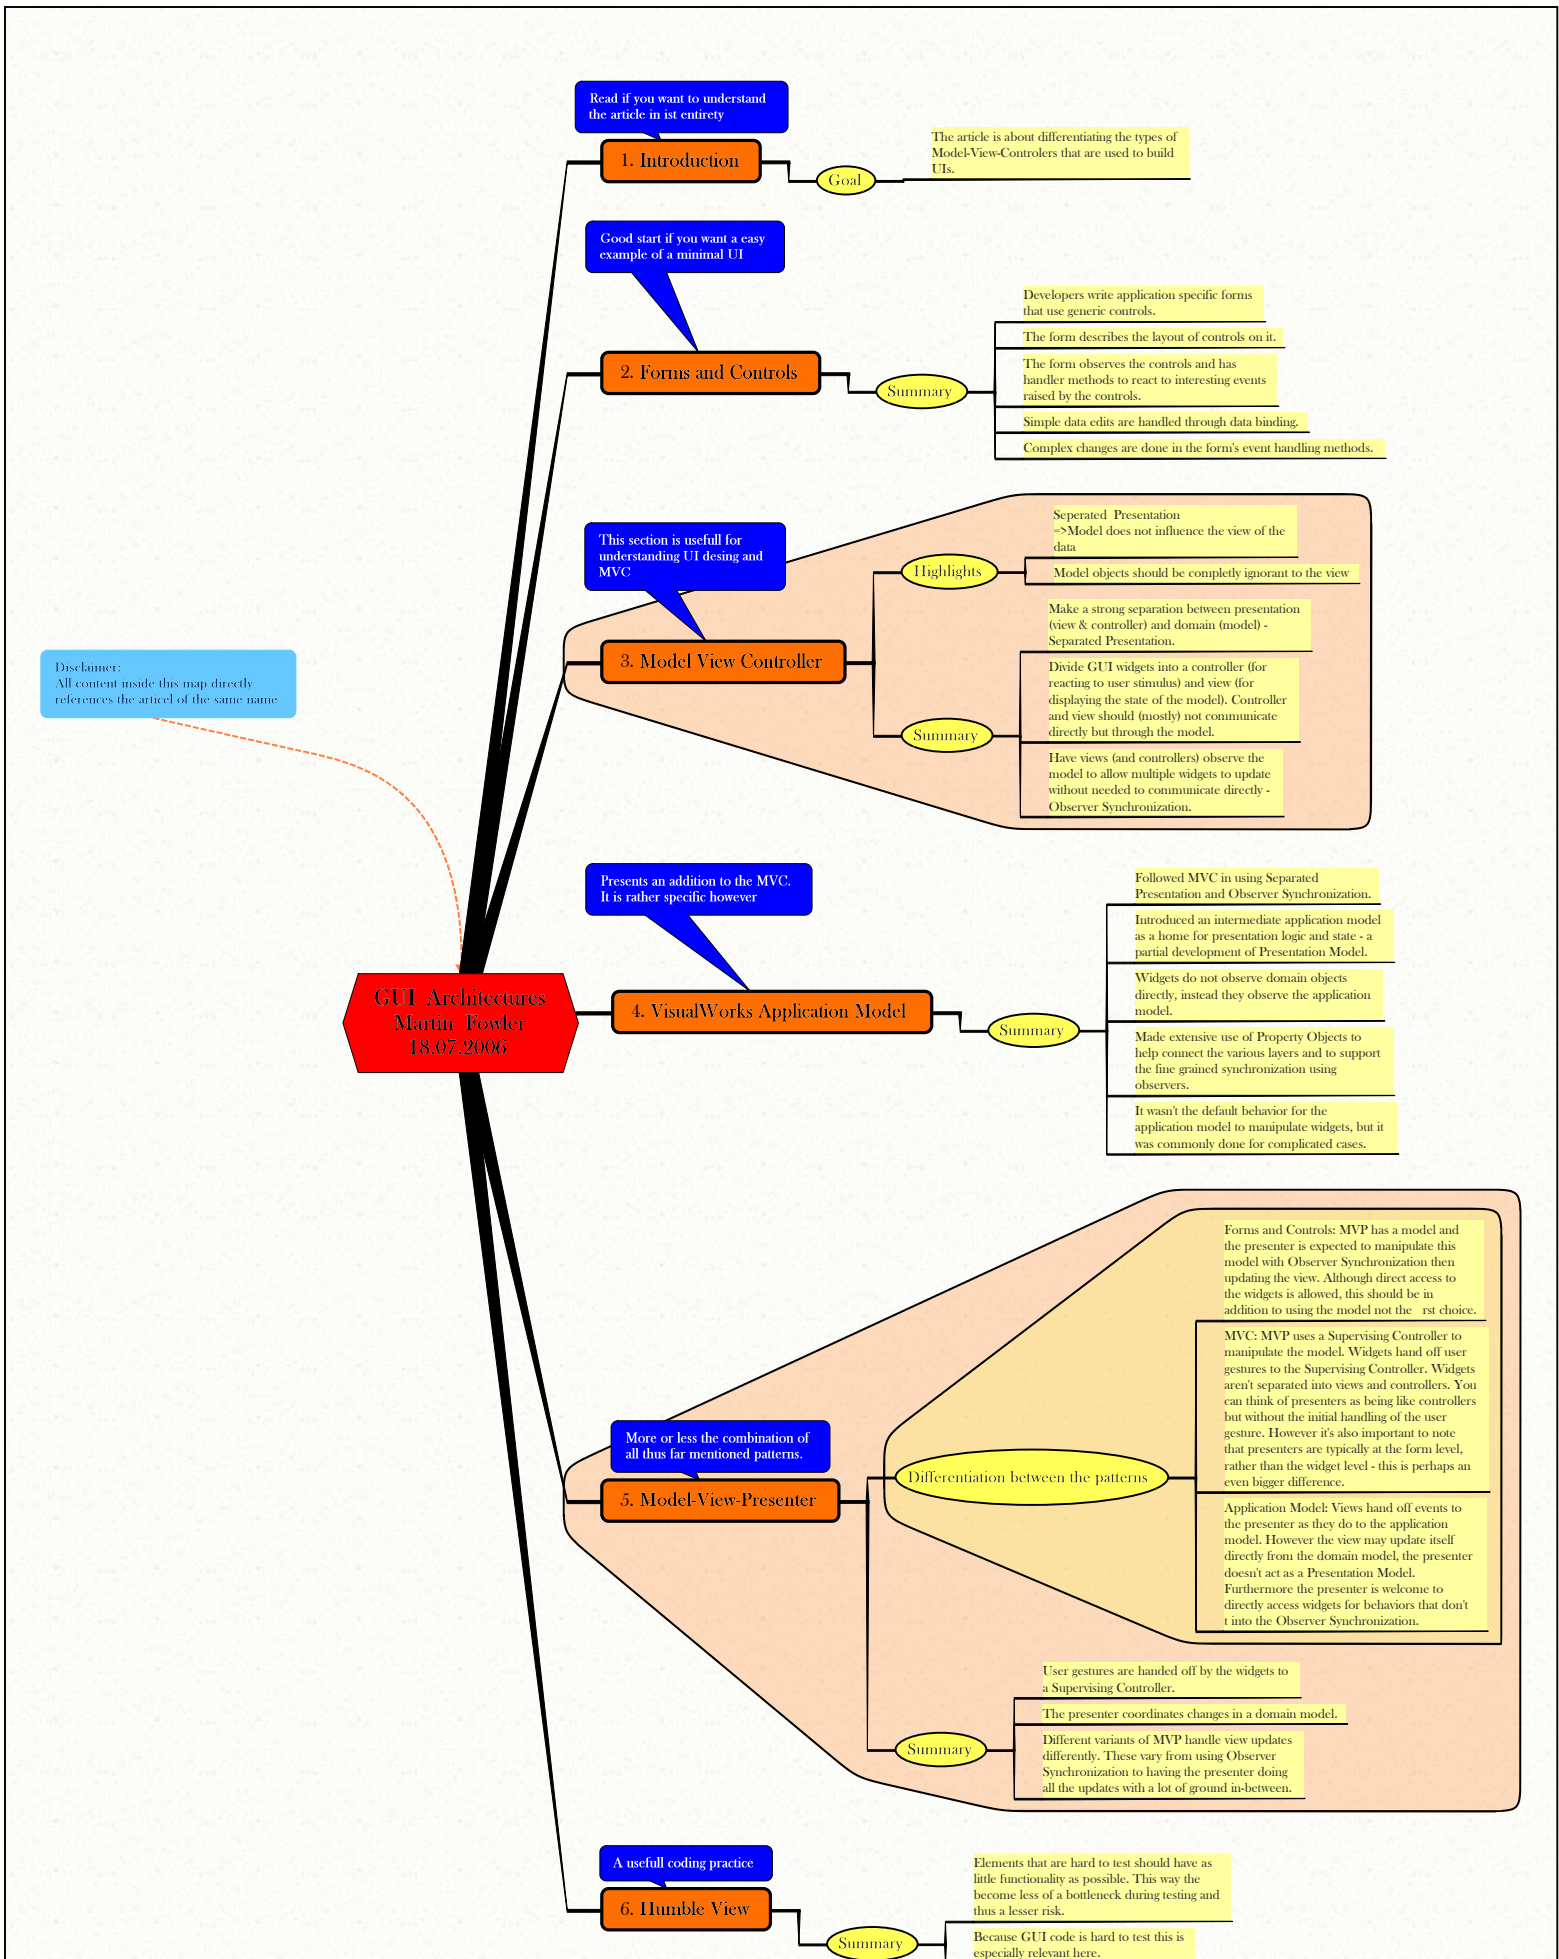 Read if you want to understand
the article in ist entirety
1. Introduction
Goal
The article is about differentiating the types of
Model-View-Controlers that are used to build
UIs.
Good start if you want a easy
example of a minimal UI
2. Forms and Controls
Summary
Developers write application specific forms
that use generic controls.
The form describes the layout of controls on it.
The form observes the controls and has
handler methods to react to interesting events
raised by the controls.
Simple data edits are handled through data binding.
Complex changes are done in the form's event handling methods.
This section is usefull for
understanding UI desing and
MVC
3. Model View Controller
Highlights
Seperated Presentation
=>Model does not influence the view of the
data
Model objects should be completly ignorant to the view
Summary
Make a strong separation between presentation
(view & controller) and domain (model) -
Separated Presentation.
Divide GUI widgets into a controller (for
reacting to user stimulus) and view (for
displaying the state of the model). Controller
and view should (mostly) not communicate
directly but through the model.
Have views (and controllers) observe the
model to allow multiple widgets to update
without needed to communicate directly -
Observer Synchronization.
Disclaimer:
All content inside this map directly
references the articel of the same name
GUI Architectures
Martin Fowler
18.07.2006
Presents an addition to the MVC.
It is rather specific however
4. VisualWorks Application Model
Summary
Followed MVC in using Separated
Presentation and Observer Synchronization.
Introduced an intermediate application model
as a home for presentation logic and state - a
partial development of Presentation Model.
Widgets do not observe domain objects
directly, instead they observe the application
model.
Made extensive use of Property Objects to
help connect the various layers and to support
the fine grained synchronization using
observers.
It wasn't the default behavior for the
application model to manipulate widgets, but it
was commonly done for complicated cases.
More or less the combination of
all thus far mentioned patterns.
5. Model-View-Presenter
Differentiation between the patterns
Forms and Controls: MVP has a model and
the presenter is expected to manipulate this
model with Observer Synchronization then
updating the view. Although direct access to
the widgets is allowed, this should be in
addition to using the model not the rst choice.
MVC: MVP uses a Supervising Controller to
manipulate the model. Widgets hand off user
gestures to the Supervising Controller. Widgets
aren't separated into views and controllers. You
can think of presenters as being like controllers
but without the initial handling of the user
gesture. However it's also important to note
that presenters are typically at the form level,
rather than the widget level - this is perhaps an
even bigger difference.
Application Model: Views hand off events to
the presenter as they do to the application
model. However the view may update itself
directly from the domain model, the presenter
doesn't act as a Presentation Model.
Furthermore the presenter is welcome to
directly access widgets for behaviors that don't
t into the Observer Synchronization.
Summary
User gestures are handed off by the widgets to
a Supervising Controller.
The presenter coordinates changes in a domain model.
Different variants of MVP handle view updates
differently. These vary from using Observer
Synchronization to having the presenter doing
all the updates with a lot of ground in-between.
A usefull coding practice
6. Humble View
Summary
Elements that are hard to test should have as
little functionality as possible. This way the
become less of a bottleneck during testing and
thus a lesser risk.
Because GUI code is hard to test this is
especially relevant here.